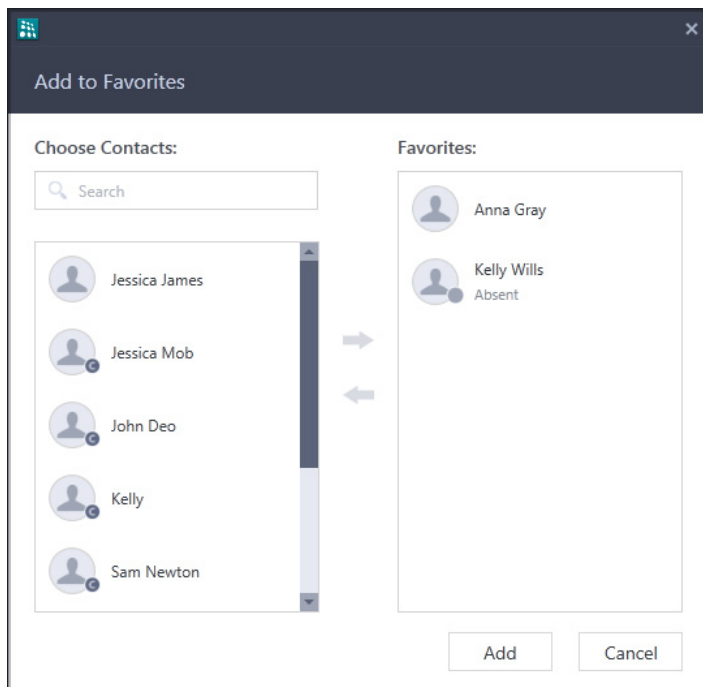 Add to Favorites
Choose Contacts:
Search
Jessica James
Jessica Mob
C
John Deo
C
Kelly
C
Sam Newton
C
Favorites:
Anna Gray
Kelly Wills
Absent
Add
Cancel